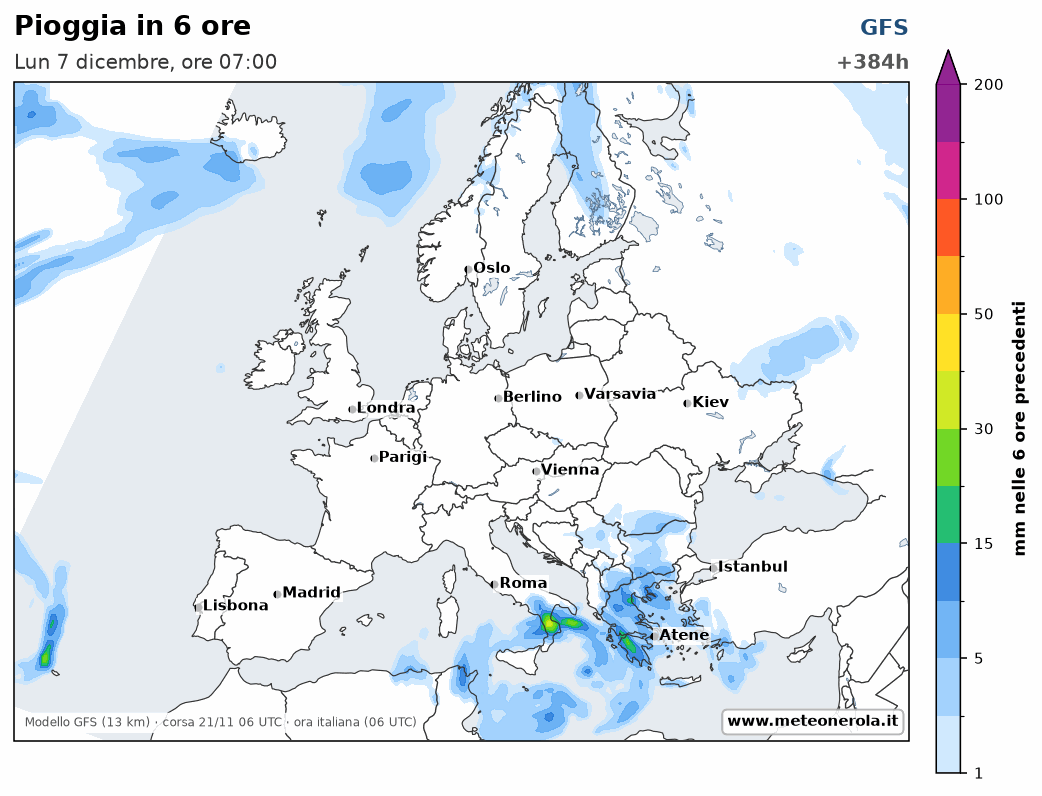 Pioggia in 6 ore
GFS
Lun 7 dicembre, ore 07:00
+384h
200
100
50
30
15
5
1
mm nelle 6 ore precedenti
Oslo
Londra
Berlino
Varsavia
Kiev
Parigi
Vienna
Istanbul
Roma
Madrid
Lisbona
Atene
Modello GFS (13 km) · corsa 21/11 06 UTC · ora italiana (06 UTC)
www.meteonerola.it